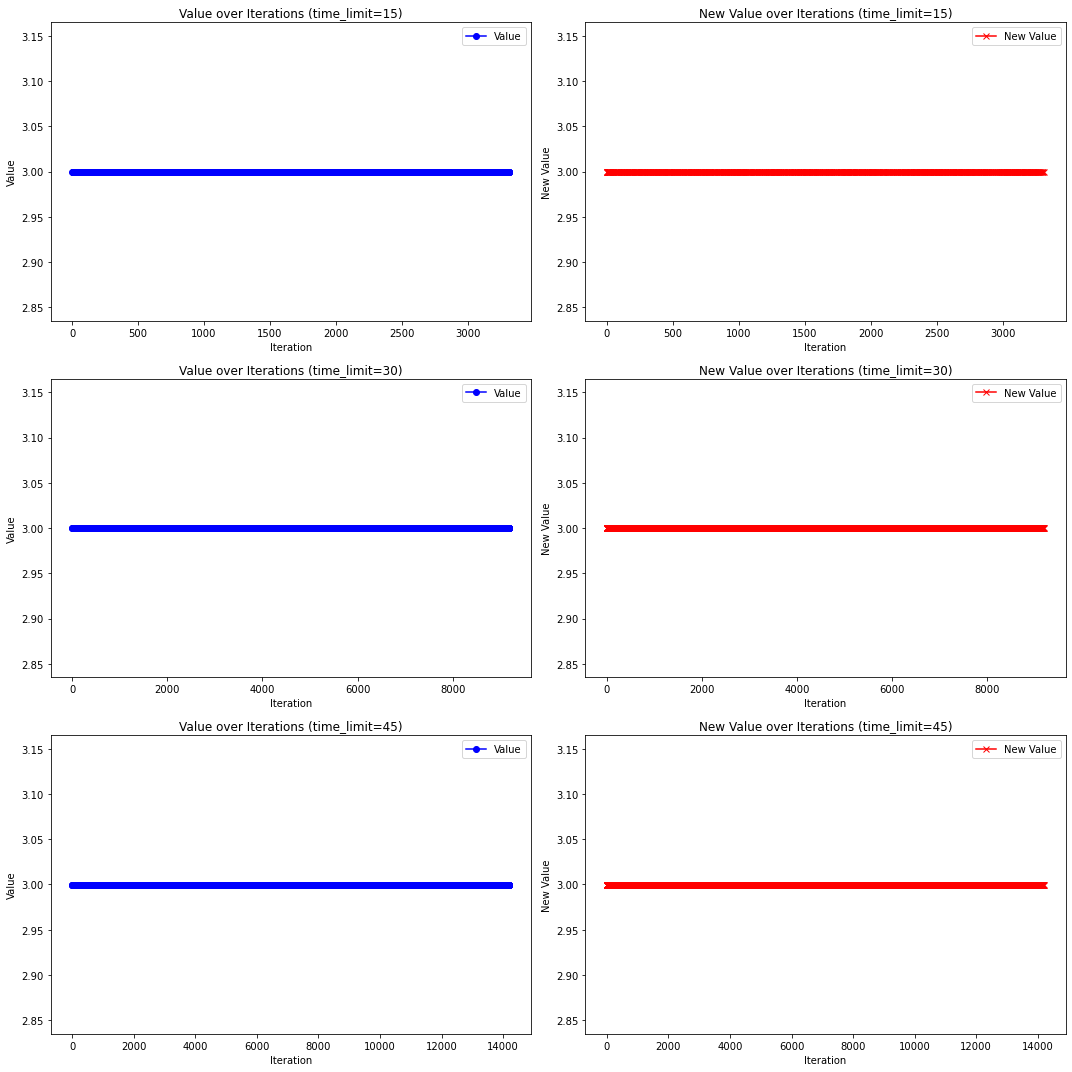 Value over Iterations (time_limit=15)
Value
3.15
3.10
3.05
3.00
2.95
2.90
2.85
Value
0 500 1000 1500 2000 2500 3000
Iteration
New Value over Iterations (time_limit=15)
New Value
3.15
3.10
3.05
3.00
2.95
2.90
2.85
New Value
0 500 1000 1500 2000 2500 3000
Iteration
Value over Iterations (time_limit=30)
Value
3.15
3.10
3.05
3.00
2.95
2.90
2.85
Value
0 2000 4000 6000 8000
Iteration
New Value over Iterations (time_limit=30)
New Value
3.15
3.10
3.05
3.00
2.95
2.90
2.85
New Value
0 2000 4000 6000 8000
Iteration
Value over Iterations (time_limit=45)
Value
3.15
3.10
3.05
3.00
2.95
2.90
2.85
Value
0 2000 4000 6000 8000 10000 12000 14000
Iteration
New Value over Iterations (time_limit=45)
New Value
3.15
3.10
3.05
3.00
2.95
2.90
2.85
New Value
0 2000 4000 6000 8000 10000 12000 14000
Iteration